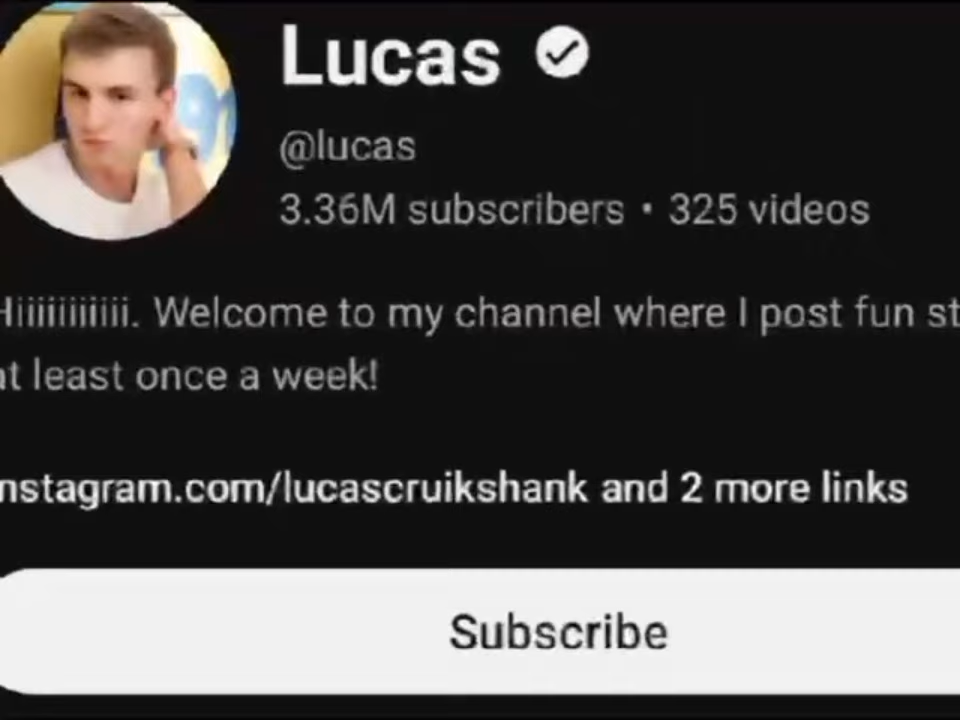 Lucas
@lucas
3.36M subscribers • 325 videos
Hiiiiiiiiiii. Welcome to my channel where I post fun st
at least once a week!
nstagram.com/lucascruikshank and 2 more links
Subscribe